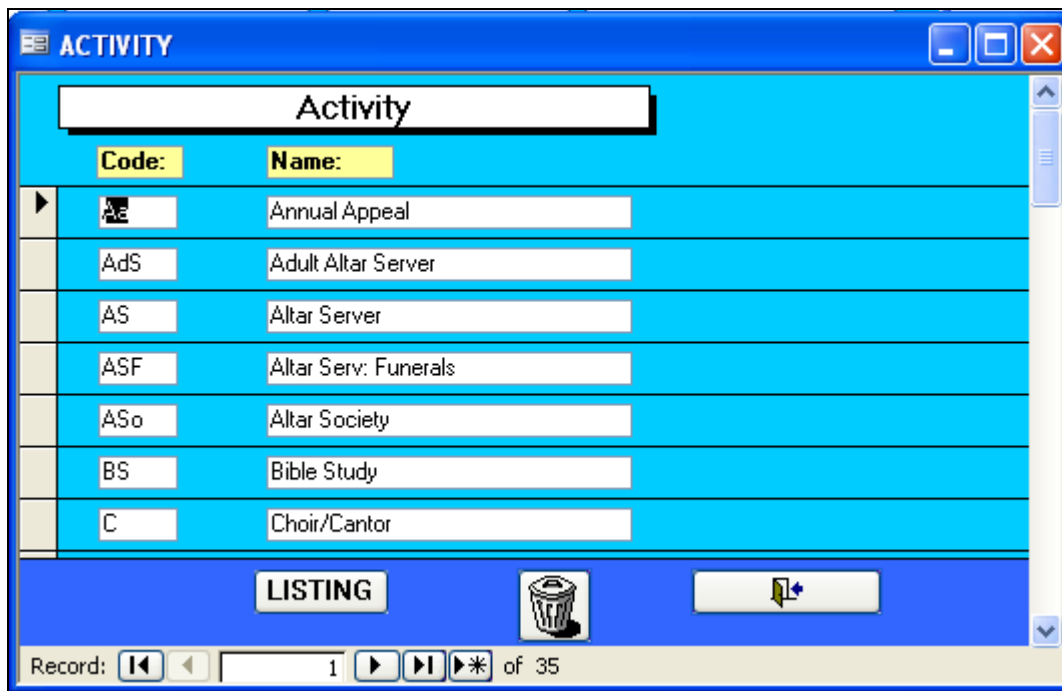 ACTIVITY
Activity
Code: Name:
Aa Annual Appeal
AdS Adult Altar Server
AS Altar Server
ASF Altar Serv: Funerals
ASo Altar Society
BS Bible Study
C Choir/Cantor
LISTING
Record: 1 of 35